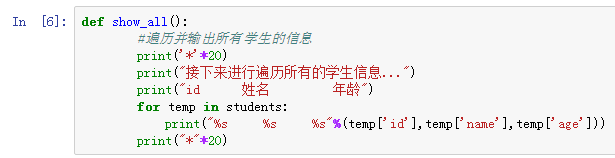 In [6]: def show_all():
#遍历并输出所有学生的信息
print('*'*20)
print("接下来进行遍历所有的学生信息...")
print("id      姓名         年龄")
for temp in students:
print("%s     %s     %s"%(temp['id'],temp['name'],temp['age']))
print("*"*20)